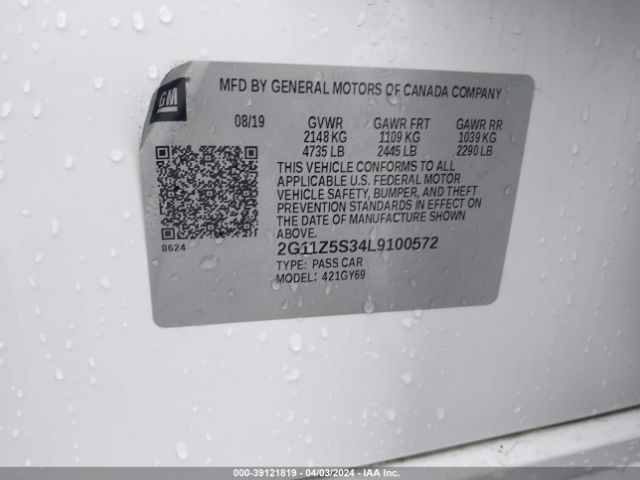 GM
MFD BY GENERAL MOTORS OF CANADA COMPANY
08/19 GVWR GAWR FRT GAWR RR
2148 KG 1109 KG 1039 KG
4735 LB 2445 LB 2290 LB
THIS VEHICLE CONFORMS TO ALL
APPLICABLE U.S. FEDERAL MOTOR
VEHICLE SAFETY, BUMPER, AND THEFT
PREVENTION STANDARDS IN EFFECT ON
THE DATE OF MANUFACTURE SHOWN
ABOVE.
8624
2G11Z5S34L9100572
TYPE: PASS CAR
MODEL: 421GY69
000-39121819 - 04/03/2024 - IAAI.COM